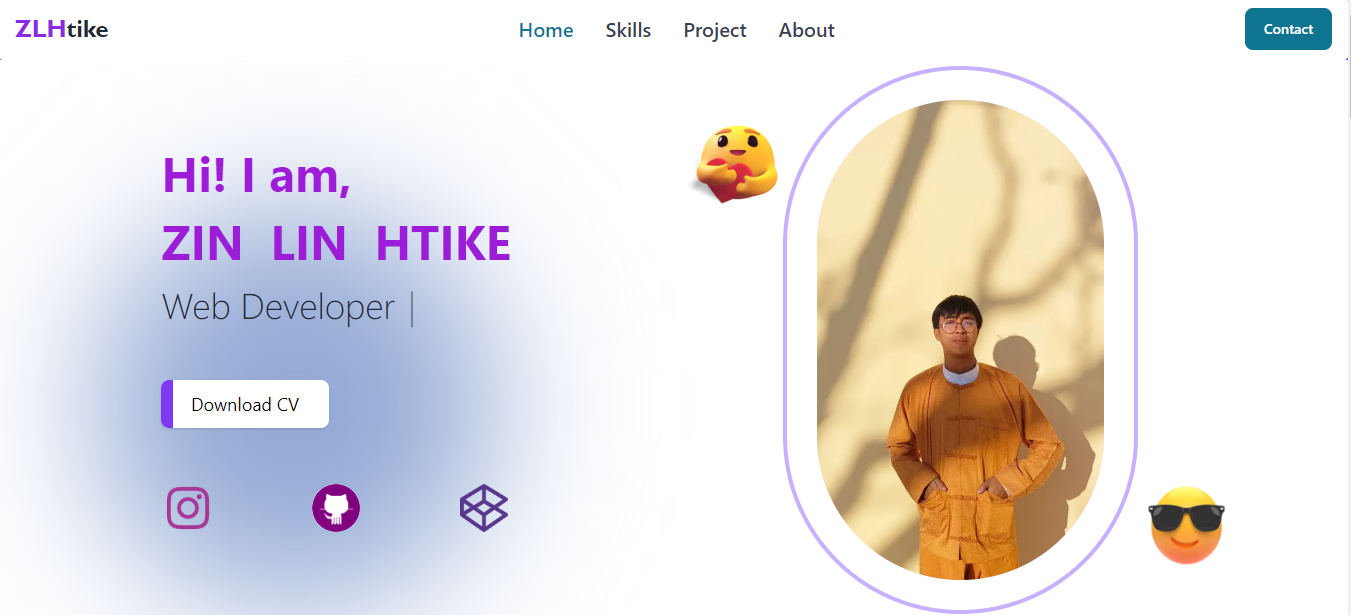 ZLHtike
Home Skills Project About
Contact
Hi! I am,
ZIN LIN HTIKE
Web Developer |
Download CV